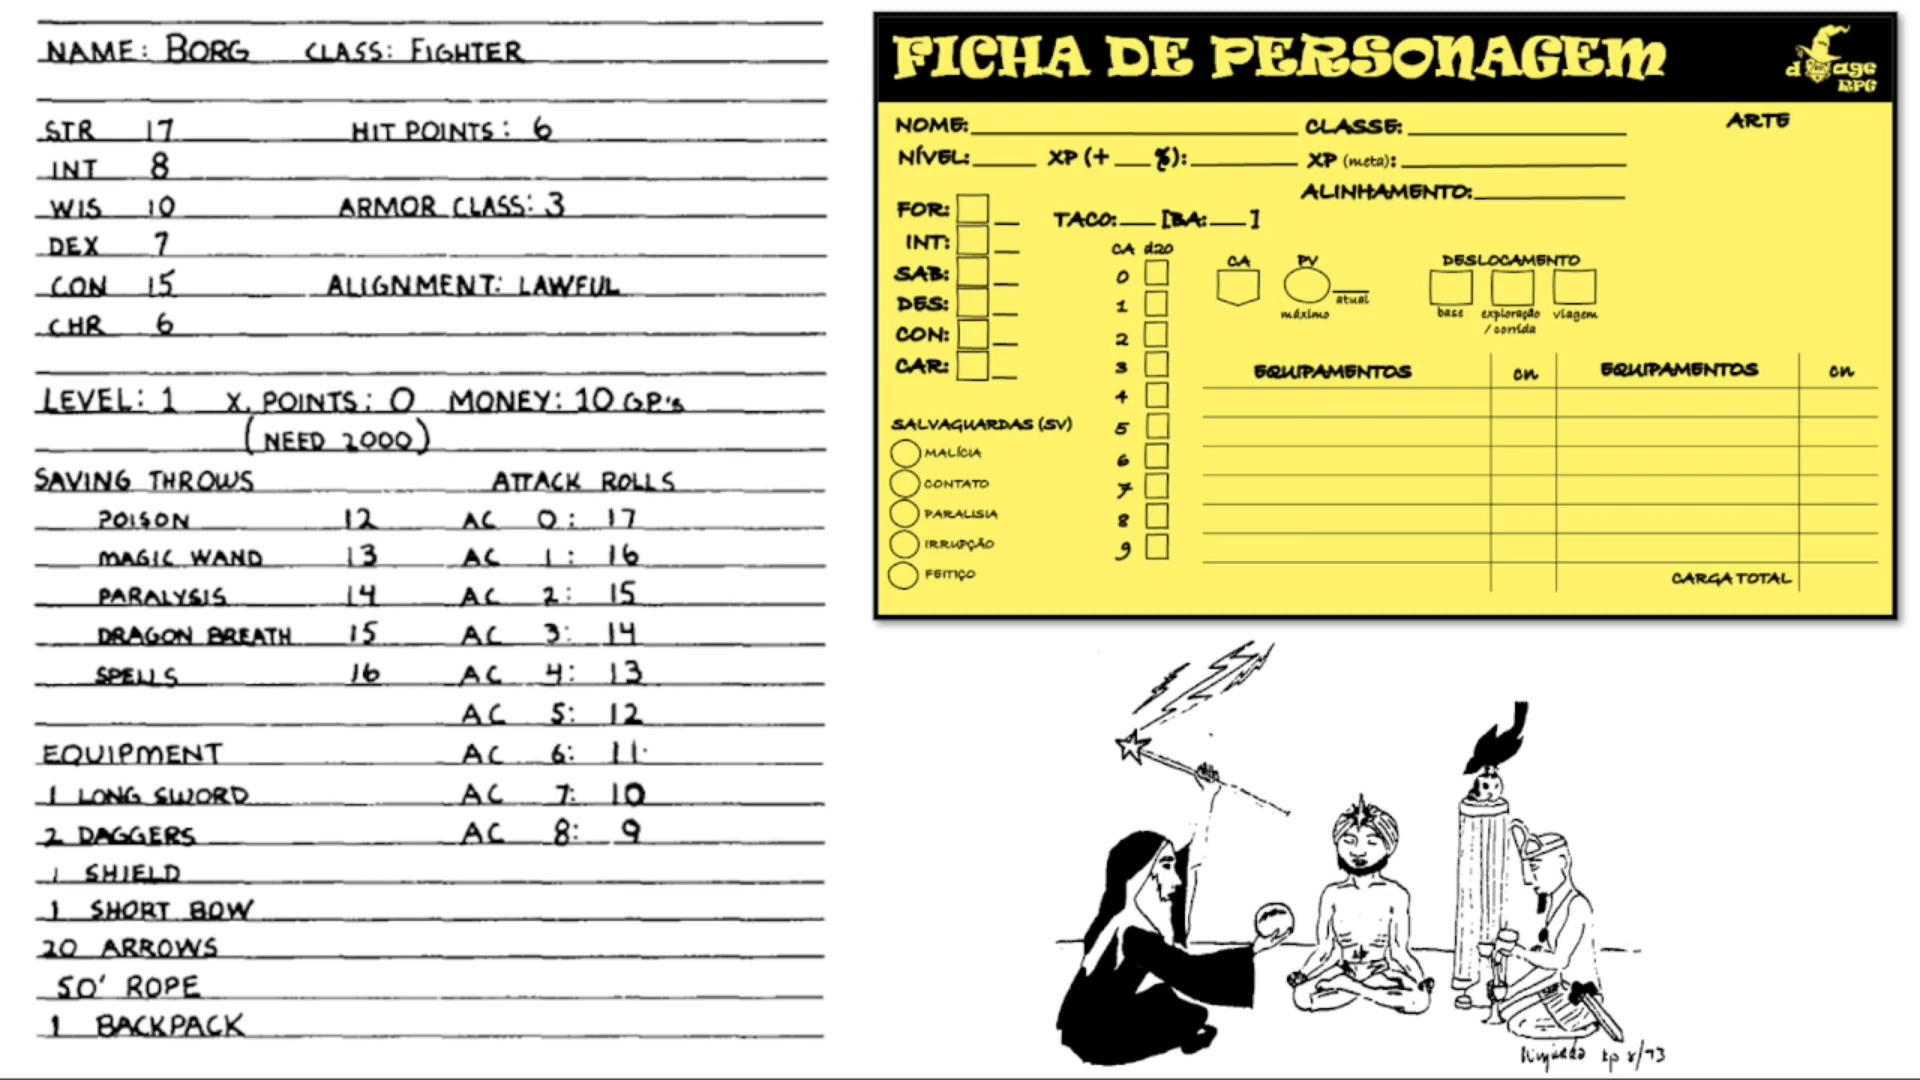 NAME: BORG CLASS: FIGHTER
STR 17 HIT POINTS: 6
INT 8
WIS 10 ARMOR CLASS: 3
DEX 7
CON 15 ALIGNMENT: LAWFUL
CHR 6
LEVEL: 1 X. POINTS: 0 MONEY: 10 G.P.'s
(NEED 2000)
SAVING THROWS ATTACK ROLLS
POISON 12 AC 0: 17
MAGIC WAND 13 AC 1: 16
PARALYSIS 14 AC 2: 15
DRAGON BREATH 15 AC 3: 14
SPELLS 16 AC 4: 13
AC 5: 12
EQUIPMENT AC 6: 11
1 LONG SWORD AC 7: 10
2 DAGGERS AC 8: 9
1 SHIELD
1 SHORT BOW
20 ARROWS
50' ROPE
1 BACKPACK
FICHA DE PERSONAGEM
RPG
NOME: CLASSE: ARTE
NÍVEL: XP (+ %): XP (meta):
ALINHAMENTO:
FOR:
INT:
SAB:
DES:
CON:
CAR:
TACO: [BA: ]
CA d20
0
1
2
3
4
5
6
7
8
9
CA PV DESLOCAMENTO
atual
máximo
base exploração / corrida viagem
SALVAGUARDAS (SV)
MALÍCIA
CONTATO
PARALISIA
IRRUPÇÃO
FEITIÇO
EQUIPAMENTOS cn EQUIPAMENTOS cn
CARGA TOTAL